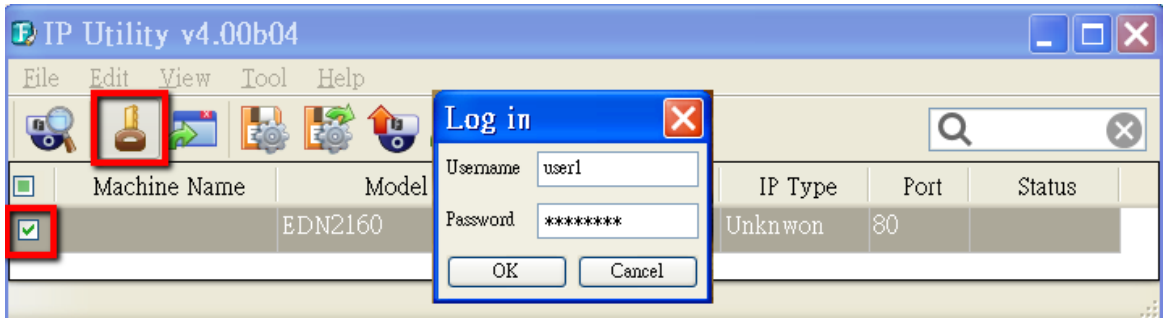 IP Utility v4.00b04
File Edit View Tool Help
Log in
Username user1
Password ********
OK Cancel
Machine Name Model IP Type Port Status
EDN2160 Unknwon 80